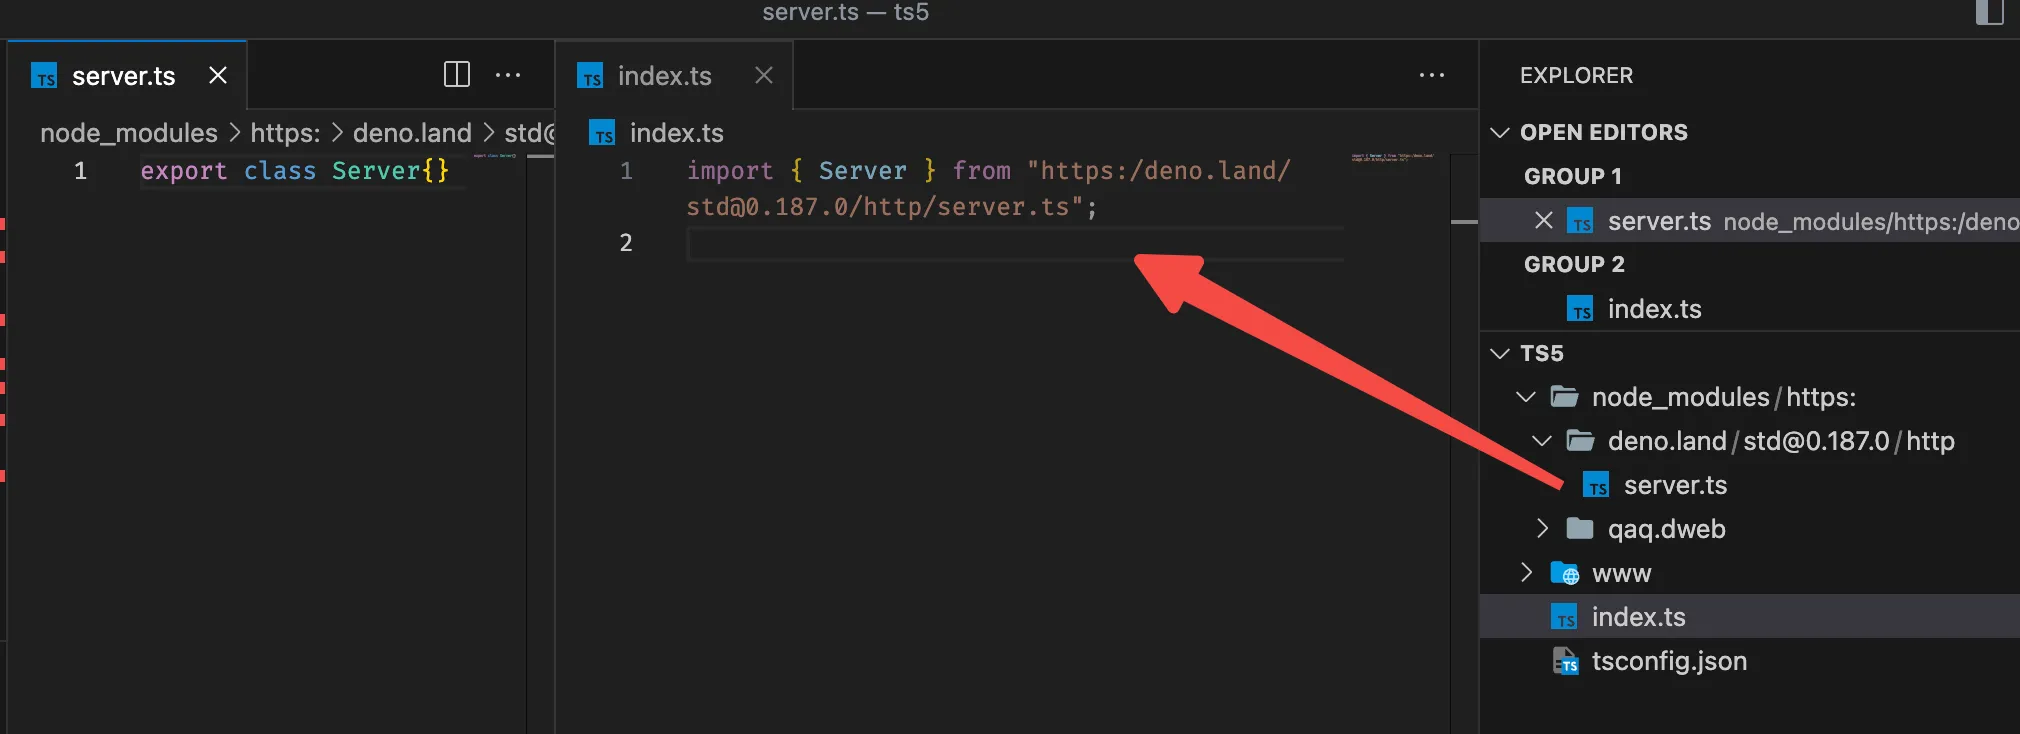 server.ts — ts5
TS server.ts
node_modules > https: > deno.land > std@
1 export class Server{}
TS index.ts
TS index.ts
1 import { Server } from "https:/deno.land/
std@0.187.0/http/server.ts";
2
EXPLORER
OPEN EDITORS
GROUP 1
TS server.ts node_modules/https:/deno
GROUP 2
TS index.ts
TS5
node_modules/https:
deno.land/std@0.187.0/http
TS server.ts
qaq.dweb
www
TS index.ts
TS tsconfig.json